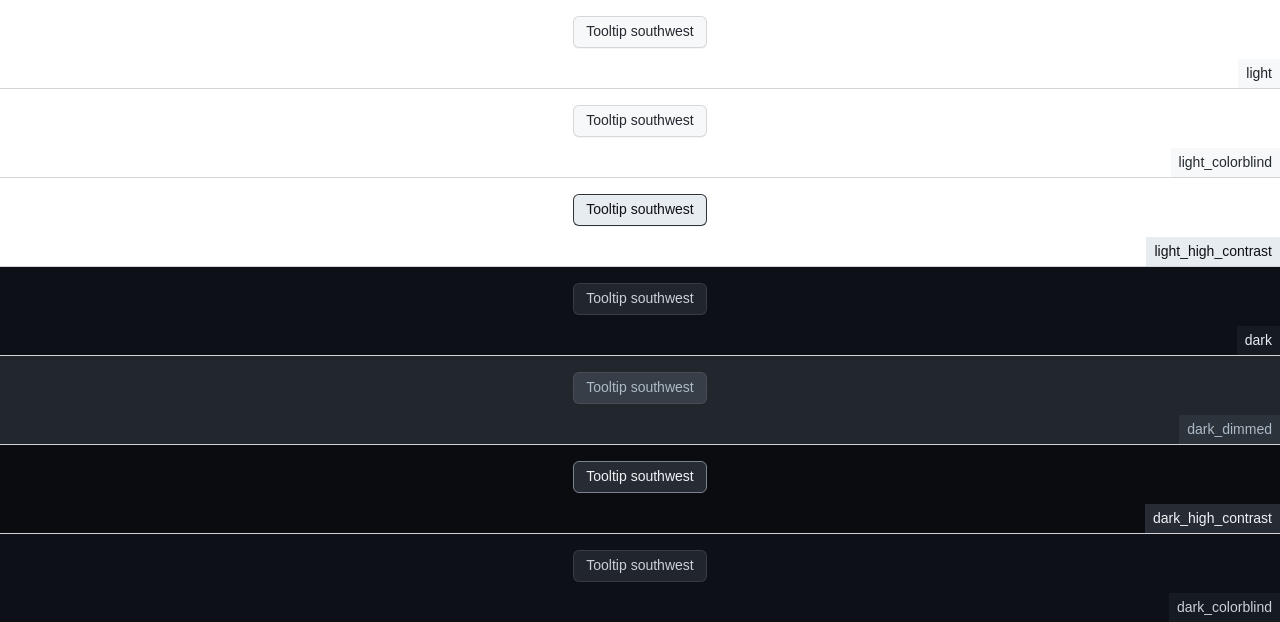 Tooltip southwest
light
Tooltip southwest
light_colorblind
Tooltip southwest
light_high_contrast
Tooltip southwest
dark
Tooltip southwest
dark_dimmed
Tooltip southwest
dark_high_contrast
Tooltip southwest
dark_colorblind